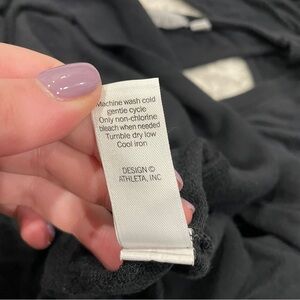 Machine wash cold
gentle cycle
Only non-chlorine
bleach when needed
Tumble dry low
Cool iron
DESIGN ©
ATHLETA, INC